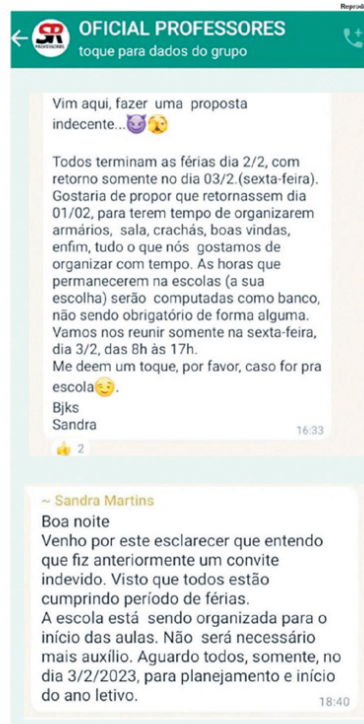 Reprodu
SR
PROFESSORES
OFICIAL PROFESSORES
toque para dados do grupo
Vim aqui, fazer uma proposta
indecente...😈🫣
Todos terminam as férias dia 2/2, com
retorno somente no dia 03/2.(sexta-feira).
Gostaria de propor que retornassem dia
01/02, para terem tempo de organizarem
armários, sala, crachás, boas vindas,
enfim, tudo o que nós gostamos de
organizar com tempo. As horas que
permanecerem na escolas (a sua
escolha) serão computadas como banco,
não sendo obrigatório de forma alguma.
Vamos nos reunir somente na sexta-feira,
dia 3/2, das 8h às 17h.
Me deem um toque, por favor, caso for pra
escola😉.
Bjks
Sandra
16:33
👍 2
~ Sandra Martins
Boa noite
Venho por este esclarecer que entendo
que fiz anteriormente um convite
indevido. Visto que todos estão
cumprindo período de férias.
A escola está sendo organizada para o
início das aulas. Não será necessário
mais auxílio. Aguardo todos, somente, no
dia 3/2/2023, para planejamento e início
do ano letivo.
18:40